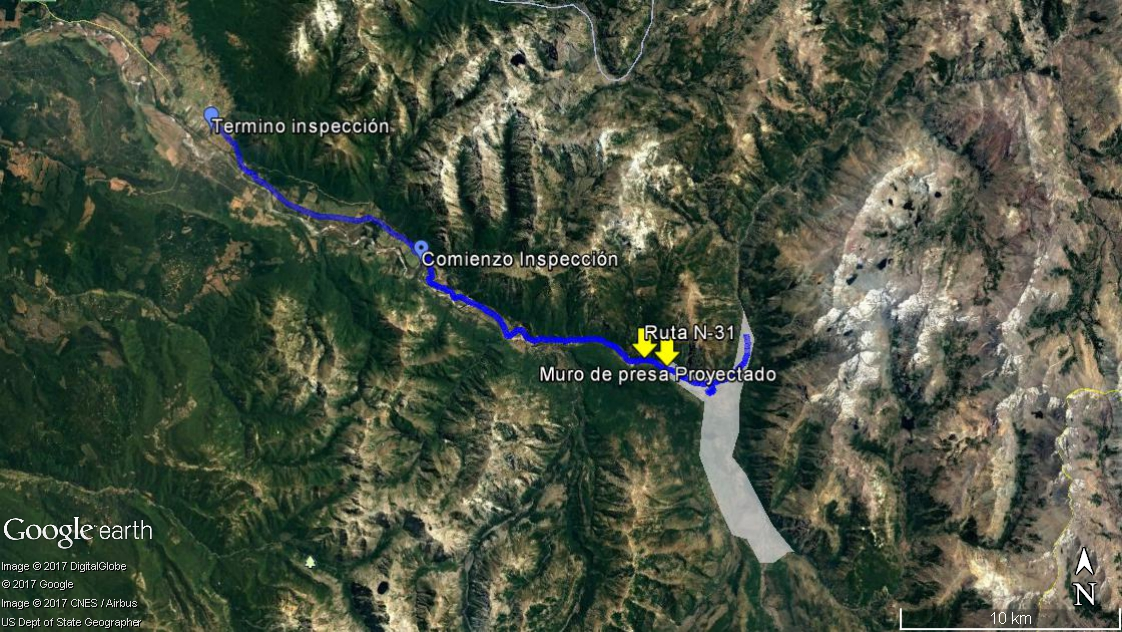 Termino inspección
Comienzo Inspección
Ruta N-31
Muro de presa Proyectado
Google earth
Image © 2017 DigitalGlobe
© 2017 Google
Image © 2017 CNES / Airbus
US Dept of State Geographer
10 km
N